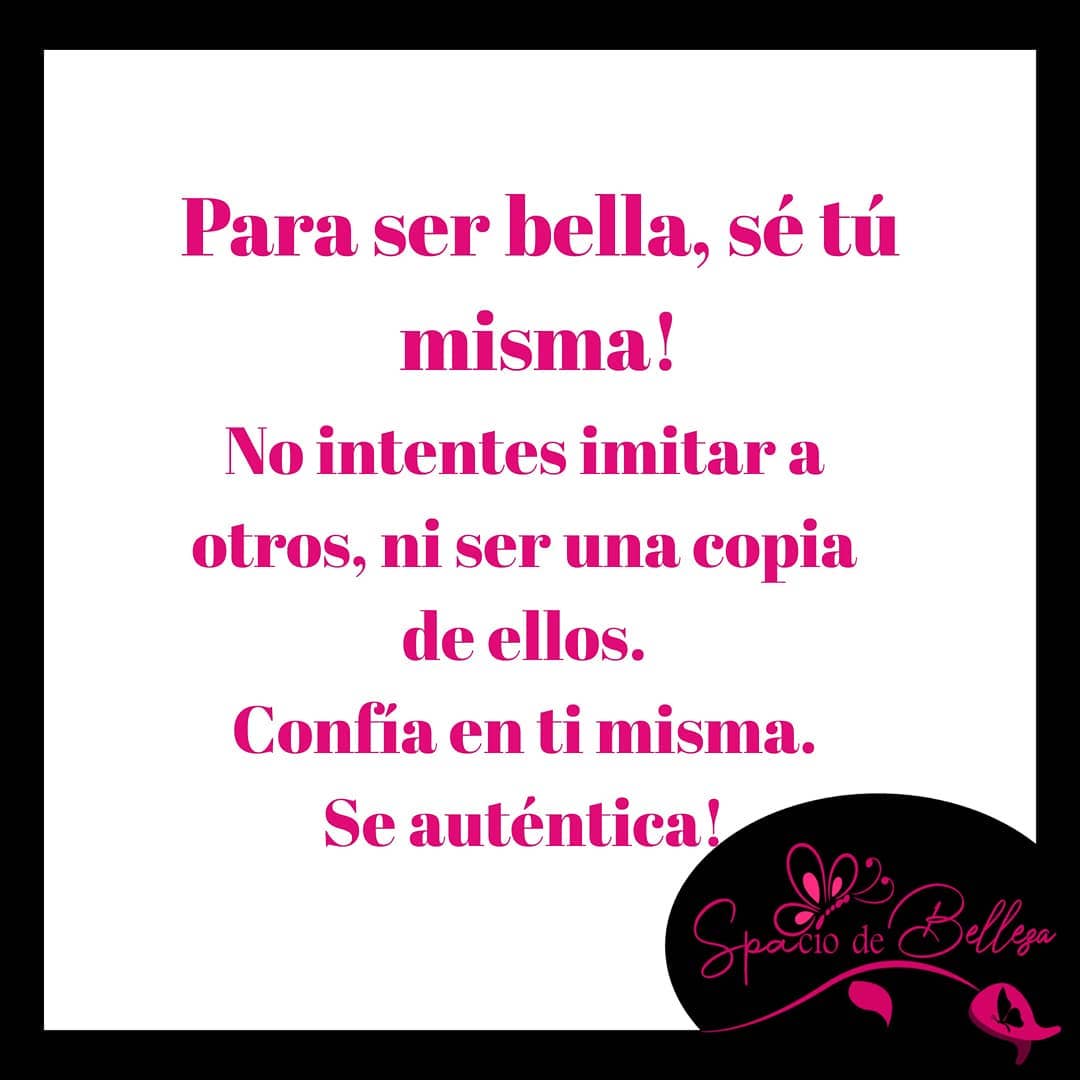 Para ser bella, sé tú
misma!
No intentes imitar a
otros, ni ser una copia
de ellos.
Confía en ti misma.
Se auténtica!
Spacio de Belleza